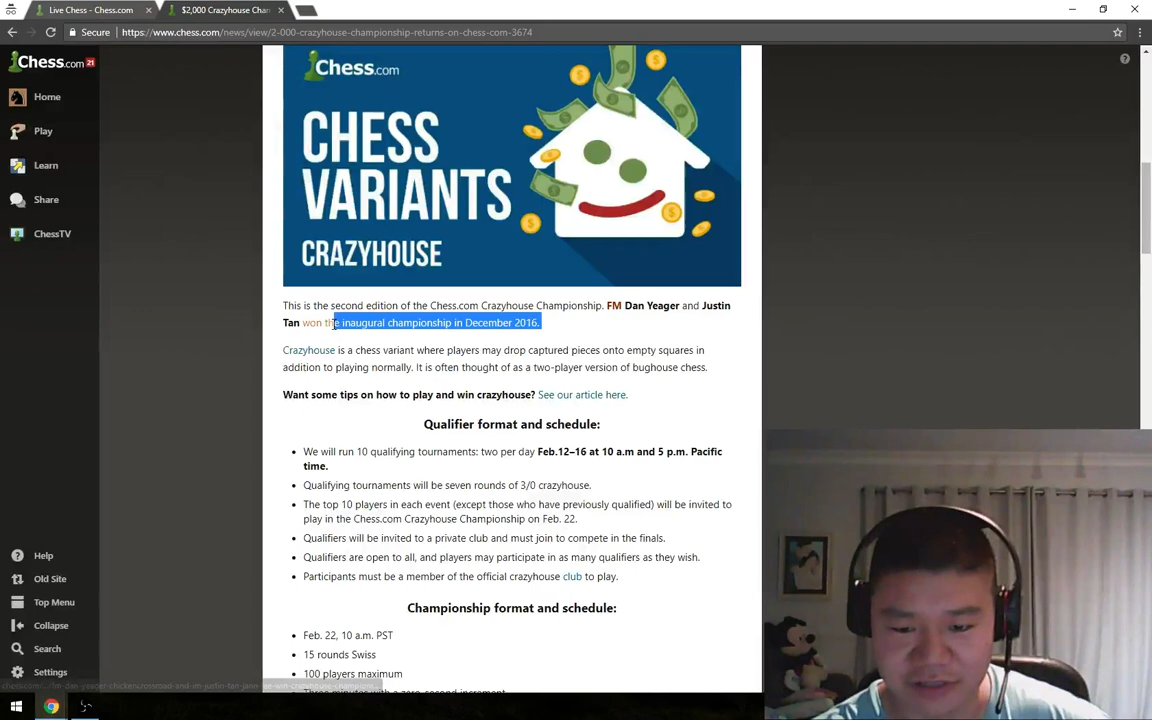 Live Chess - Chess.com
$2,000 Crazyhouse Cham
Secure
https://www.chess.com/news/view/2-000-crazyhouse-championship-returns-on-chess-com-3674
Chess.com 21
Home
Play
Learn
Share
ChessTV
Help
Old Site
Top Menu
Collapse
Search
Settings
Chess.com
CHESS
VARIANTS
CRAZYHOUSE
This is the second edition of the Chess.com Crazyhouse Championship. FM Dan Yeager and Justin
Tan won the inaugural championship in December 2016.
Crazyhouse is a chess variant where players may drop captured pieces onto empty squares in
addition to playing normally. It is often thought of as a two-player version of bughouse chess.
Want some tips on how to play and win crazyhouse? See our article here.
Qualifier format and schedule:
We will run 10 qualifying tournaments: two per day Feb.12–16 at 10 a.m and 5 p.m. Pacific
time.
Qualifying tournaments will be seven rounds of 3/0 crazyhouse.
The top 10 players in each event (except those who have previously qualified) will be invited to
play in the Chess.com Crazyhouse Championship on Feb. 22.
Qualifiers will be invited to a private club and must join to compete in the finals.
Qualifiers are open to all, and players may participate in as many qualifiers as they wish.
Participants must be a member of the official crazyhouse club to play.
Championship format and schedule:
Feb. 22, 10 a.m. PST
15 rounds Swiss
100 players maximum
Three minutes with a zero-second increment